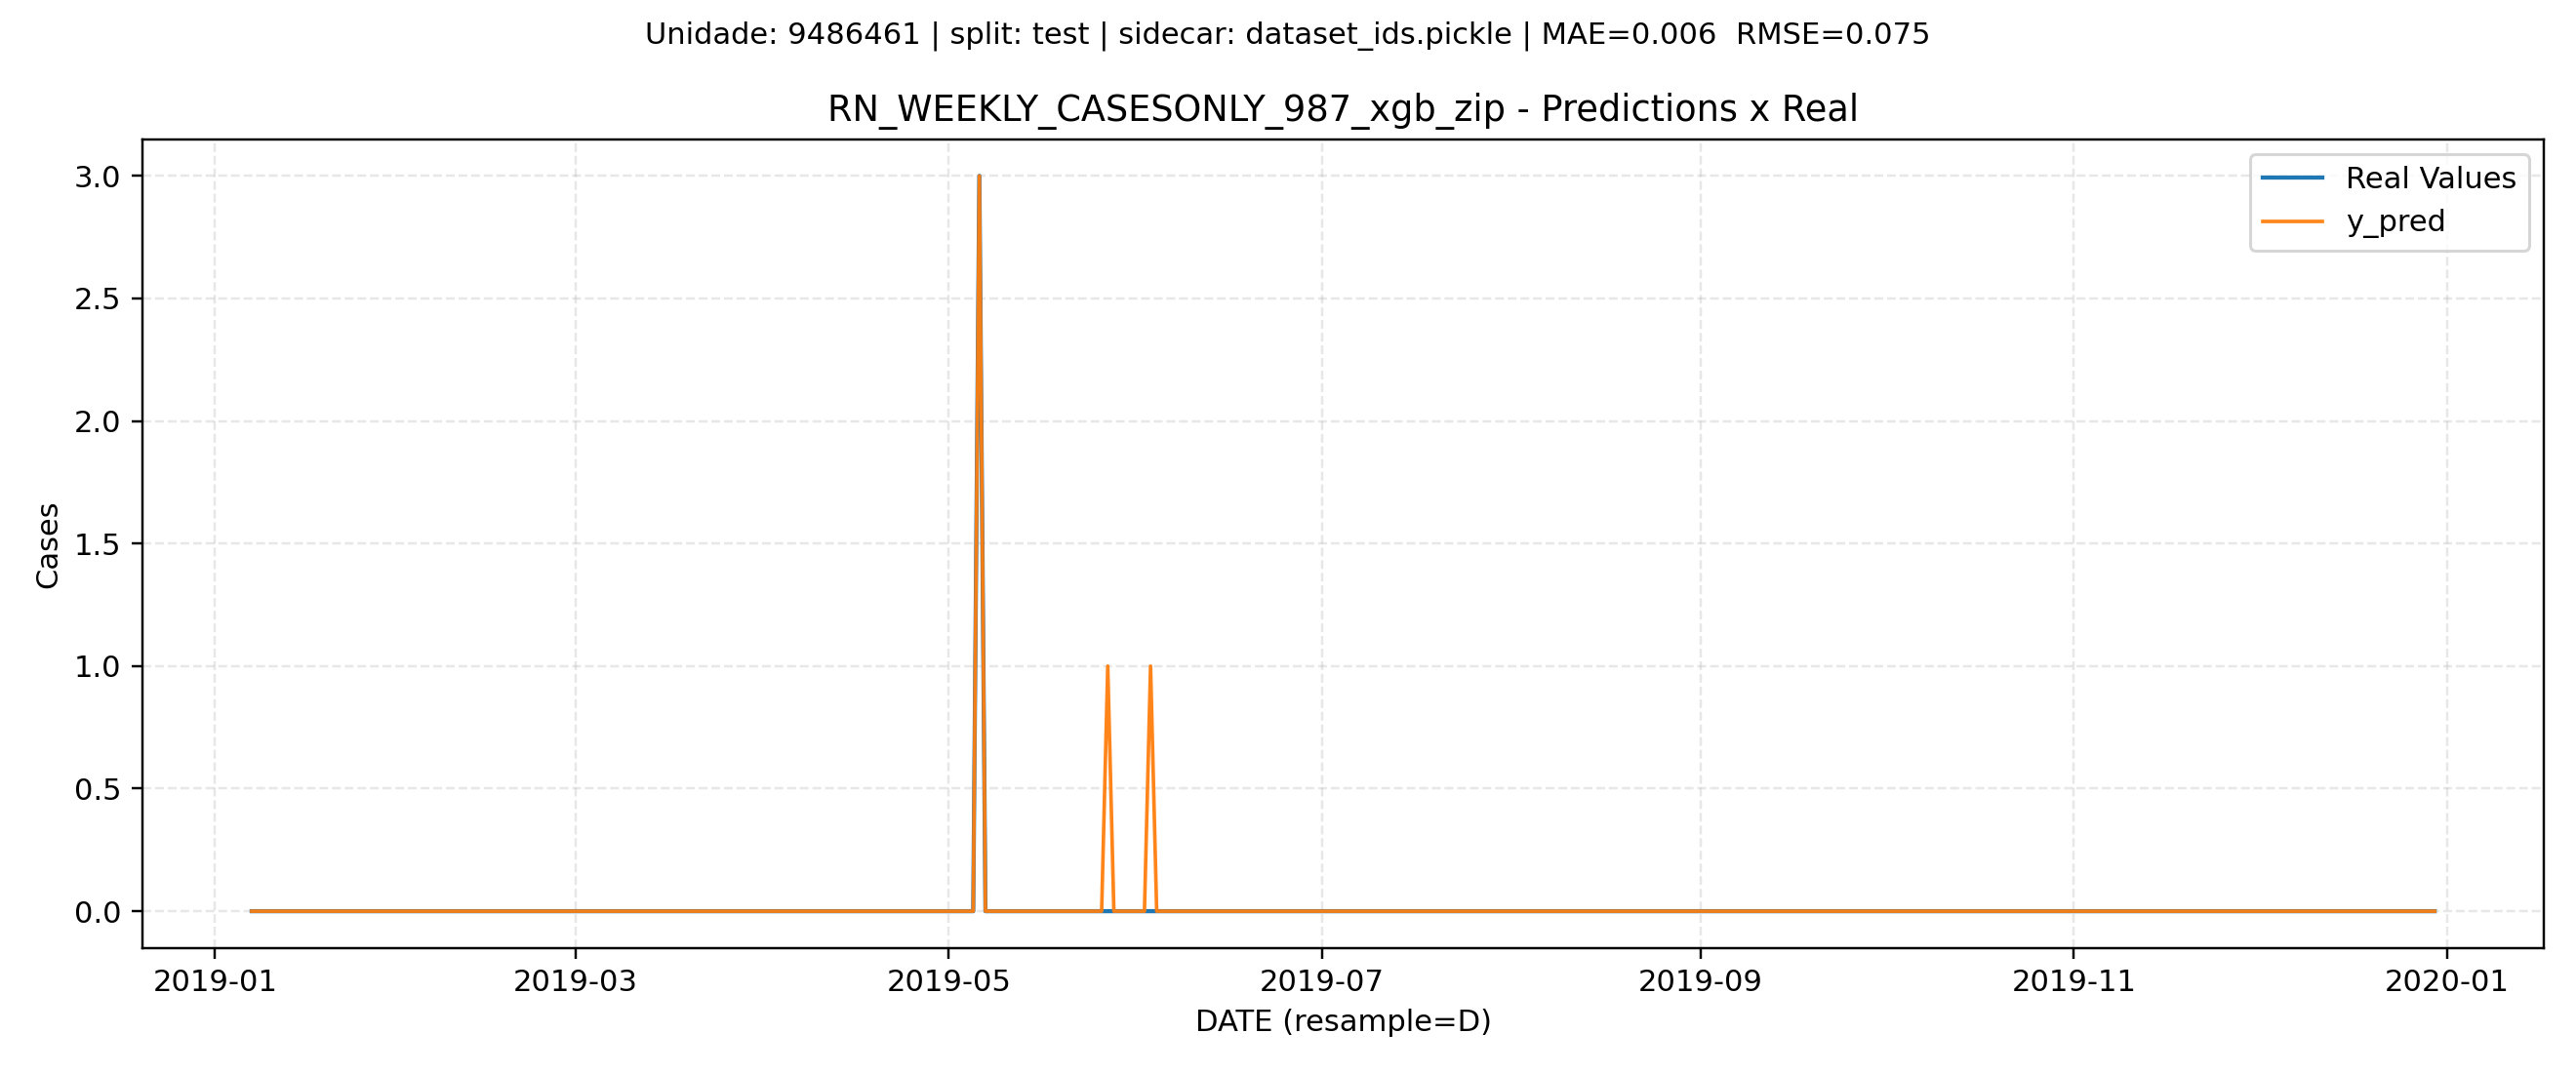 Unidade: 9486461 | split: test | sidecar: dataset_ids.pickle | MAE=0.006  RMSE=0.075
RN_WEEKLY_CASESONLY_987_xgb_zip - Predictions x Real
Real Values
y_pred
Cases
3.0
2.5
2.0
1.5
1.0
0.5
0.0
2019-01 2019-03 2019-05 2019-07 2019-09 2019-11 2020-01
DATE (resample=D)